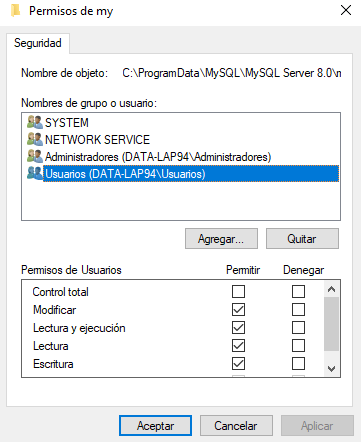 Permisos de my
Seguridad
Nombre de objeto: C:\ProgramData\MySQL\MySQL Server 8.0\m
Nombres de grupo o usuario:
SYSTEM
NETWORK SERVICE
Administradores (DATA-LAP94\Administradores)
Usuarios (DATA-LAP94\Usuarios)
Agregar... Quitar
Permisos de Usuarios Permitir Denegar
Control total
Modificar
Lectura y ejecución
Lectura
Escritura
Aceptar Cancelar Aplicar